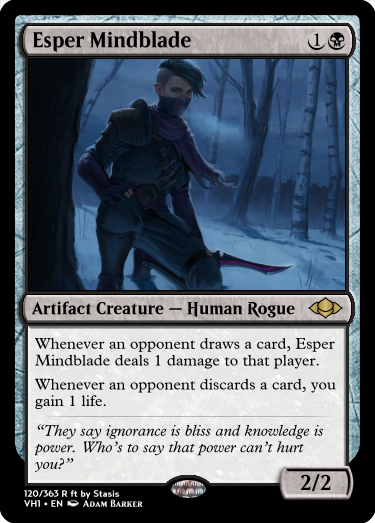 Esper Mindblade 1
Artifact Creature — Human Rogue
Whenever an opponent draws a card, Esper
Mindblade deals 1 damage to that player.
Whenever an opponent discards a card, you
gain 1 life.
“They say ignorance is bliss and knowledge is
power. Who's to say that power can't hurt
you?”
2/2
120/363 R ft by Stasis
VH1 • EN Adam Barker